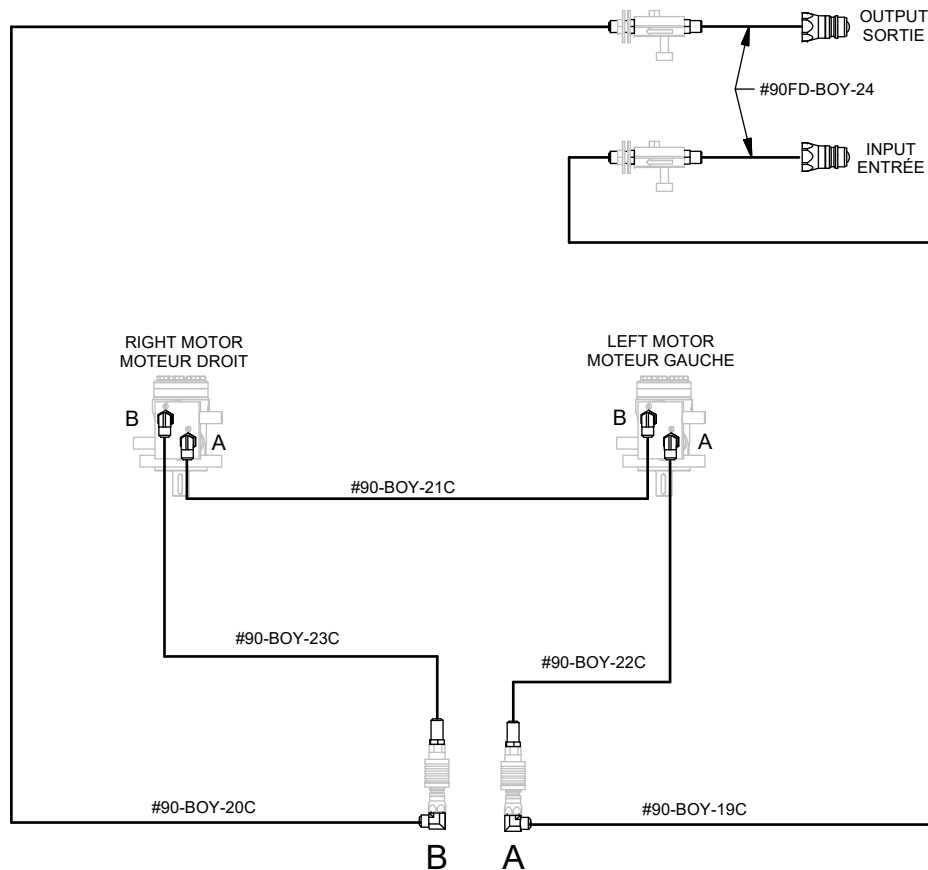 OUTPUT
SORTIE
#90FD-BOY-24
INPUT
ENTRÉE
RIGHT MOTOR
MOTEUR DROIT
LEFT MOTOR
MOTEUR GAUCHE
B
A
B
A
#90-BOY-21C
#90-BOY-23C
#90-BOY-22C
#90-BOY-20C
#90-BOY-19C
B
A